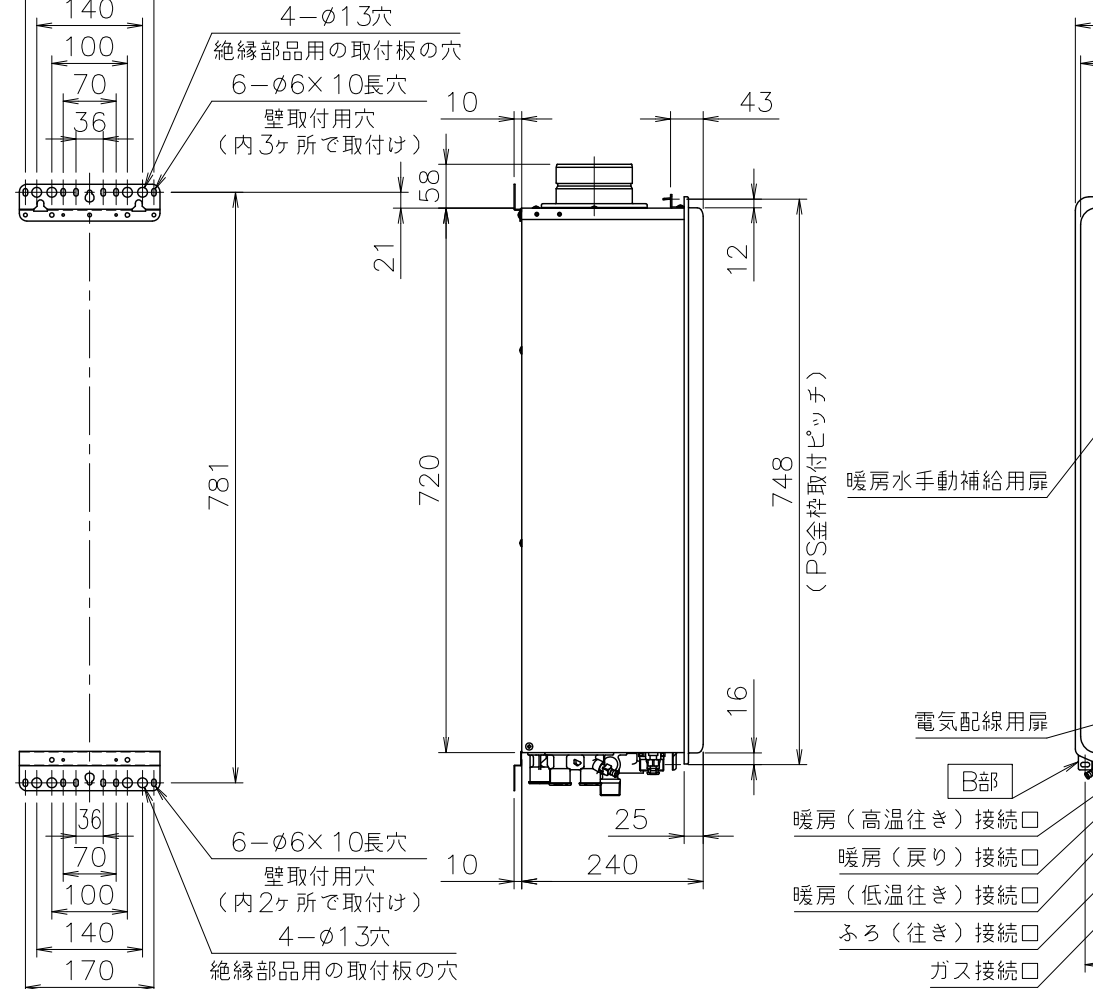 140
100
70
36
4-φ13穴
絶縁部品用の取付板の穴
6-φ6×10長穴
壁取付用穴
(内3ヶ所で取付け)
781
21
10
58
43
12
720
748
(PS金枠取付ピッチ)
16
25
10
240
暖房水手動補給用扉
電気配線用扉
B部
暖房(高温往き)接続口
暖房(戻り)接続口
暖房(低温往き)接続口
ふろ(往き)接続口
ガス接続口
36
70
100
140
170
6-φ6×10長穴
壁取付用穴
(内2ヶ所で取付け)
4-φ13穴
絶縁部品用の取付板の穴